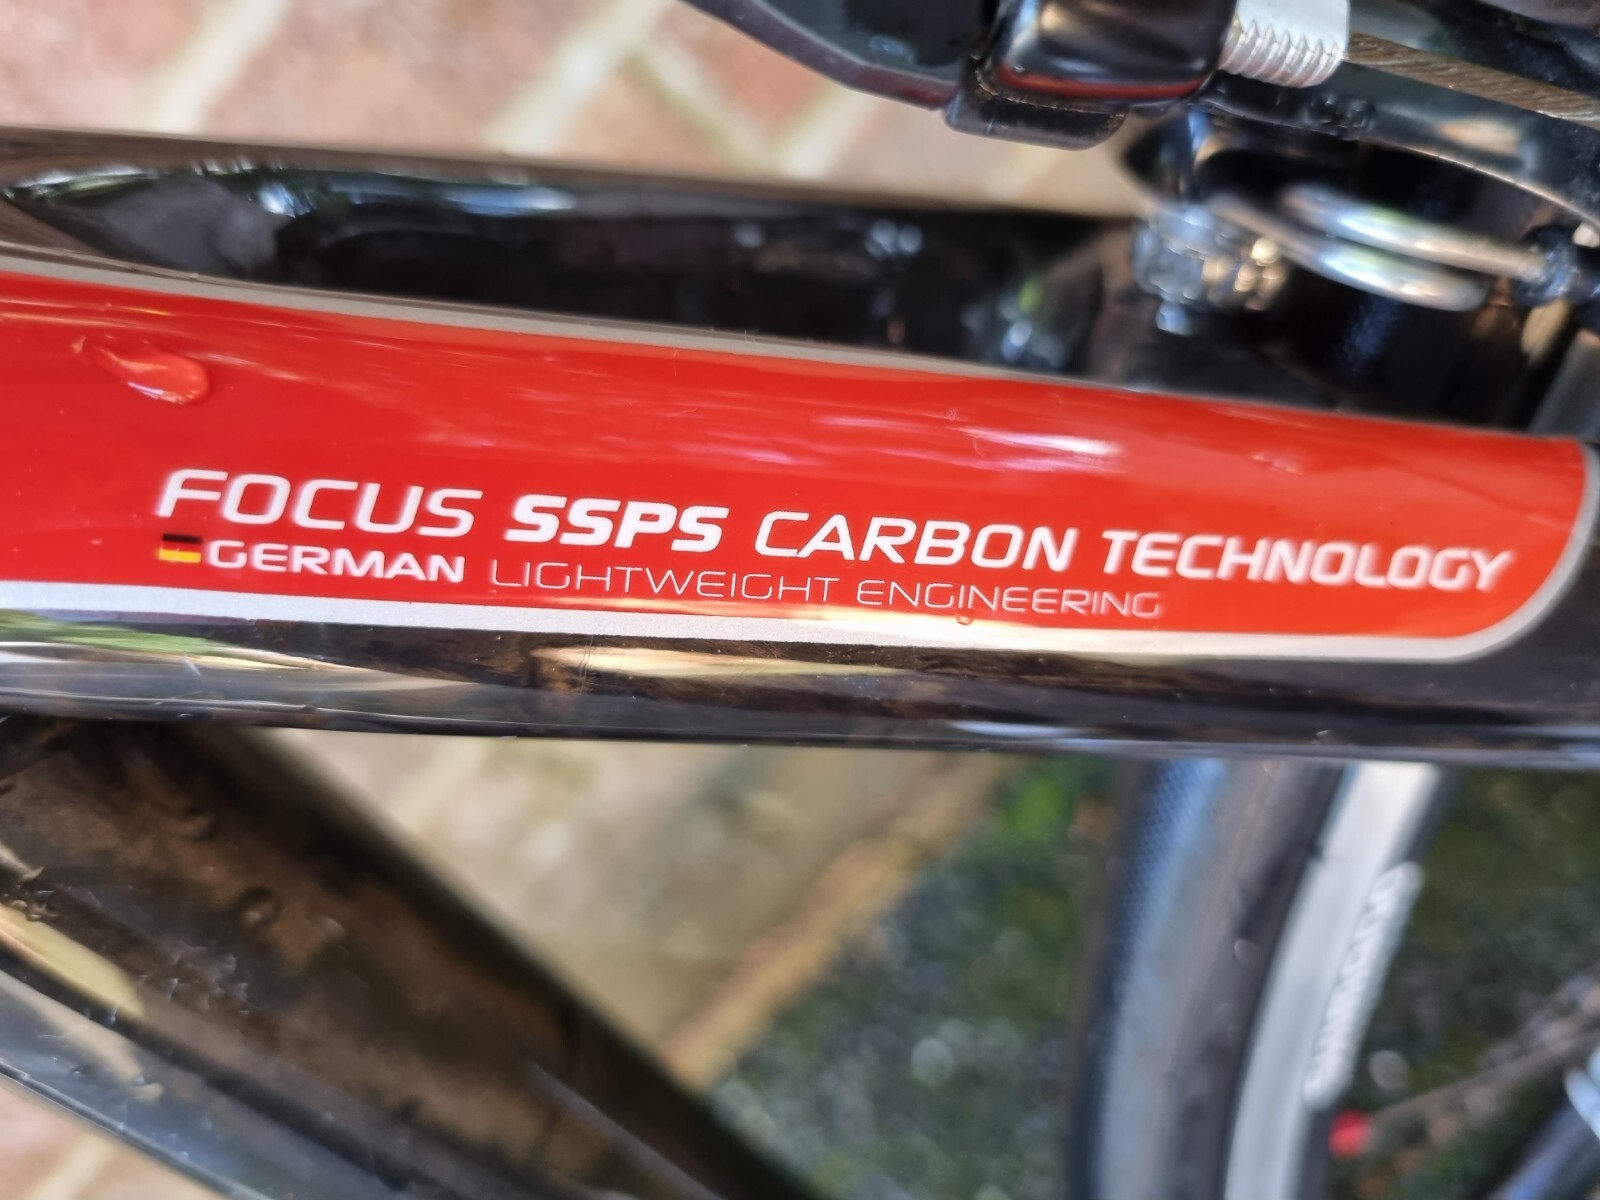 FOCUS SSPS CARBON TECHNOLOGY
GERMAN LIGHTWEIGHT ENGINEERING